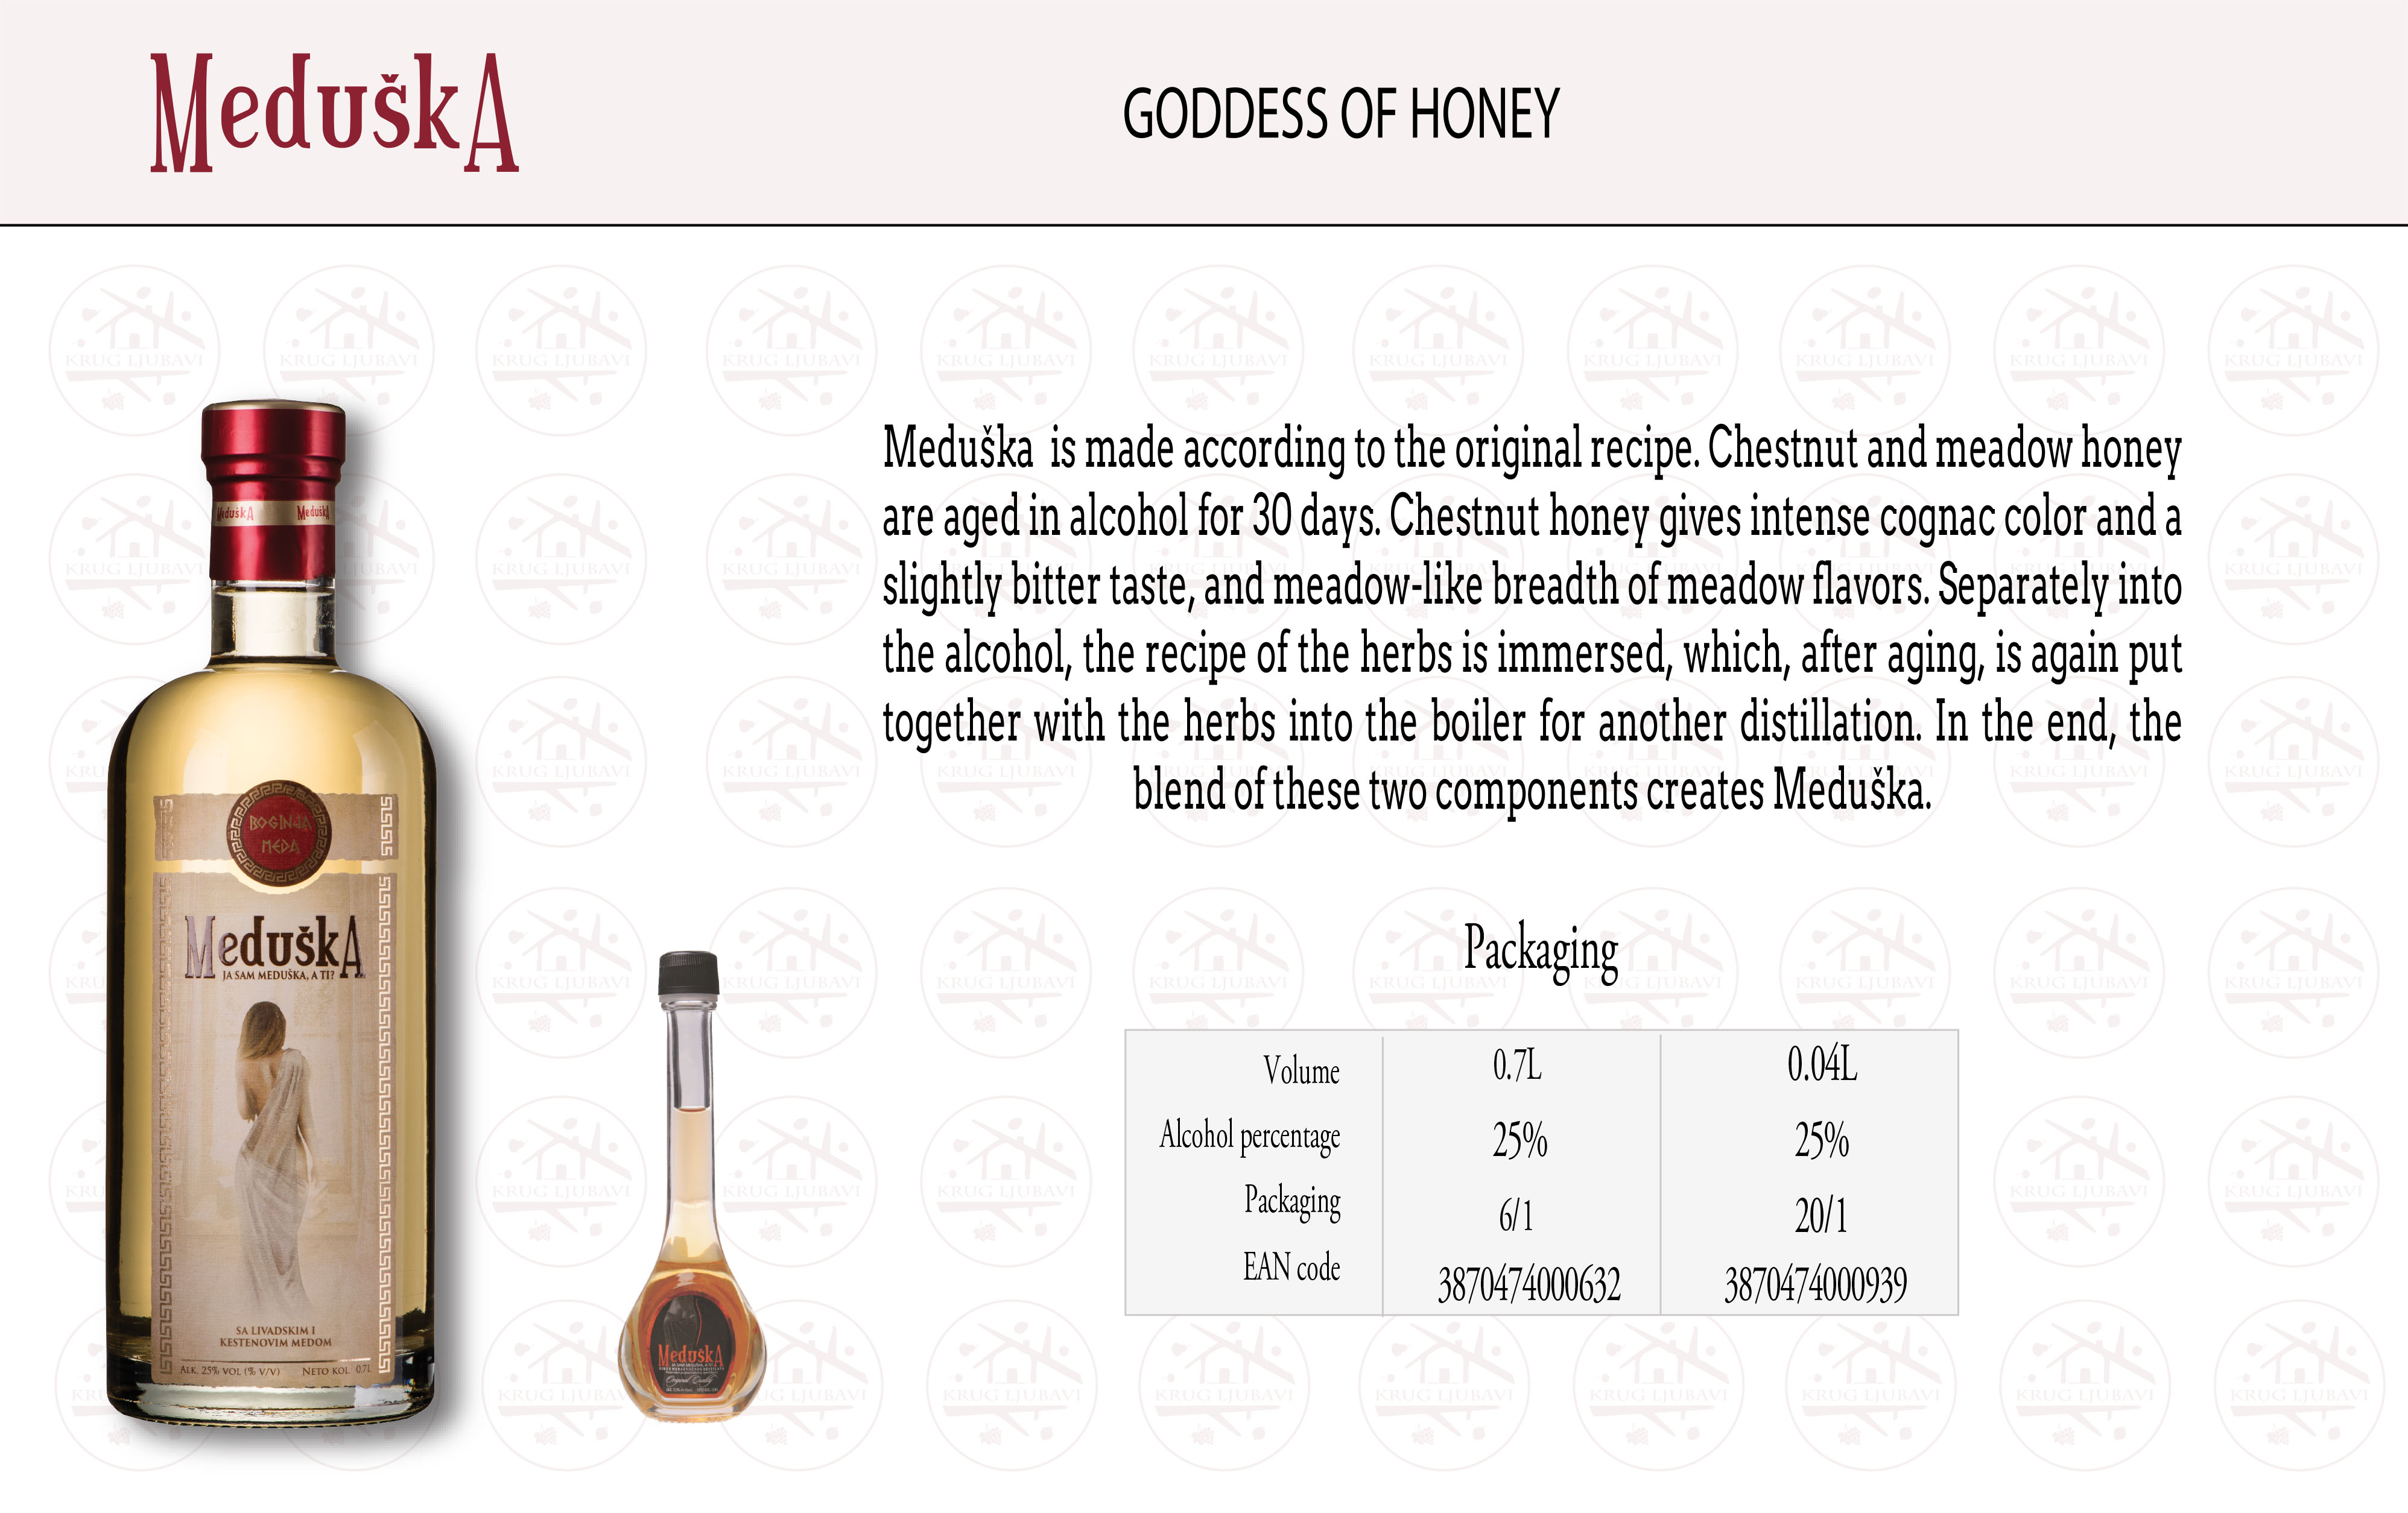 MeduškA
GODDESS OF HONEY
Meduška is made according to the original recipe. Chestnut and meadow honey
are aged in alcohol for 30 days. Chestnut honey gives intense cognac color and a
slightly bitter taste, and meadow-like breadth of meadow flavors. Separately into
the alcohol, the recipe of the herbs is immersed, which, after aging, is again put
together with the herbs into the boiler for another distillation. In the end, the
blend of these two components creates Meduška.
Packaging
Volume 0.7L 0.04L
Alcohol percentage 25% 25%
Packaging 6/1 20/1
EAN code 3870474000632 3870474000939
MeduškA MeduškA
BOGINJA
MEDA
MeduškA
JA SAM MEDUŠKA, A TI?
SA LIVADSKIM I
KESTENOVIM MEDOM
ALK. 25% VOL (% V/V) NETO KOL 0.7L
MeduškA
JA SAM MEDUŠKA, A TI?
Original Quality
KRUG LJUBAVI